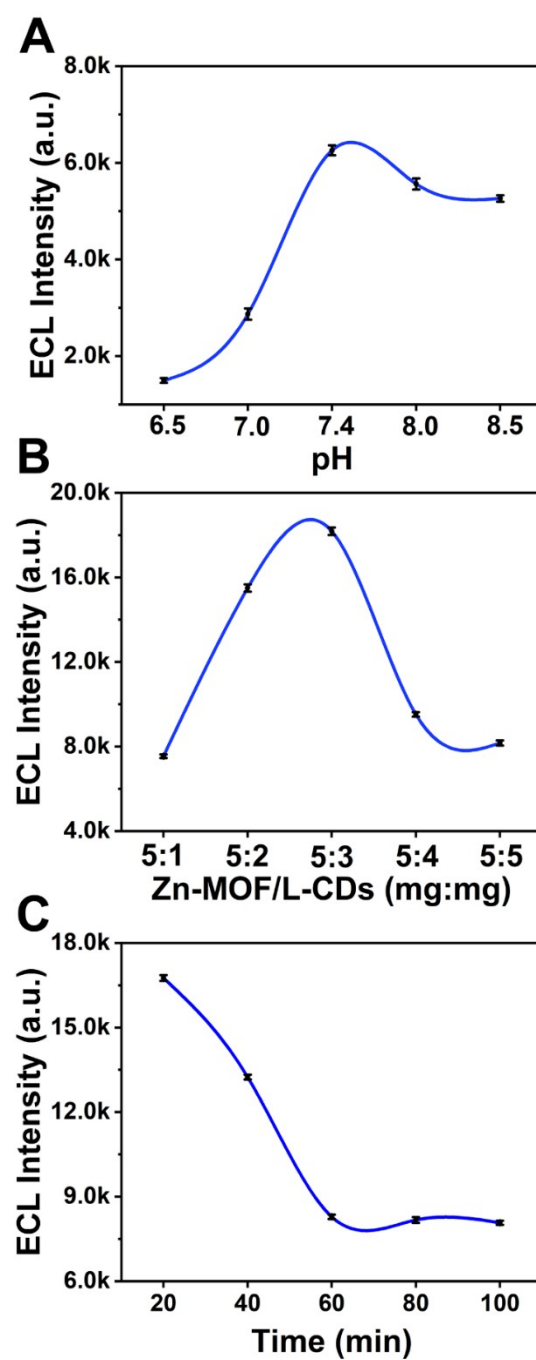 A
8.0k
6.0k
4.0k
2.0k
ECL Intensity (a.u.)
6.5 7.0 7.4 8.0 8.5
pH
B
20.0k
16.0k
12.0k
8.0k
4.0k
ECL Intensity (a.u.)
5:1 5:2 5:3 5:4 5:5
Zn-MOF/L-CDs (mg:mg)
C
18.0k
15.0k
12.0k
9.0k
6.0k
ECL Intensity (a.u.)
20 40 60 80 100
Time (min)